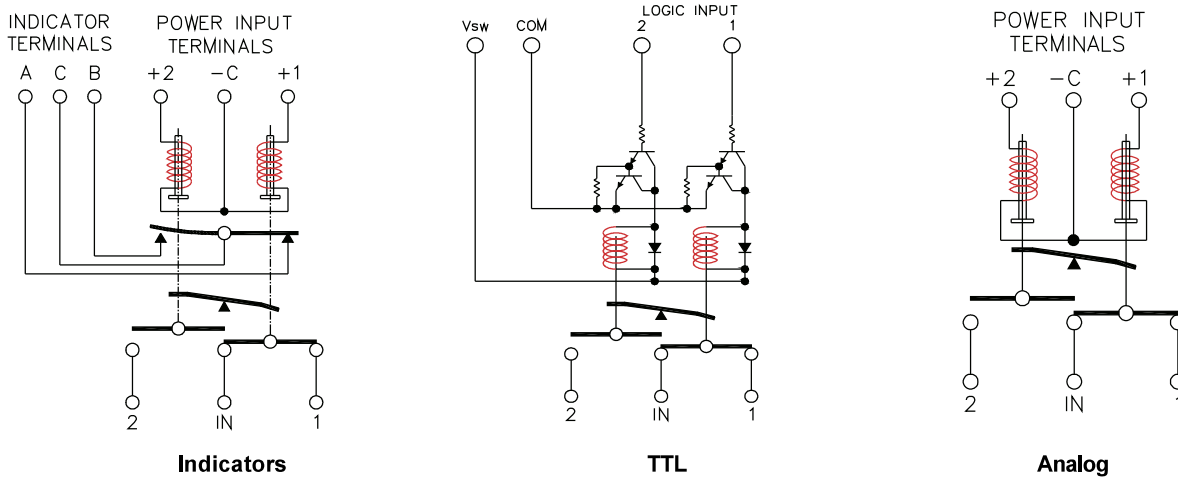 INDICATOR
TERMINALS
A C B
POWER INPUT
TERMINALS
+2 -C +1
2 IN 1
Indicators
LOGIC INPUT
Vsw COM 2 1
2 IN 1
TTL
POWER INPUT
TERMINALS
+2 -C +1
2 IN 1
Analog